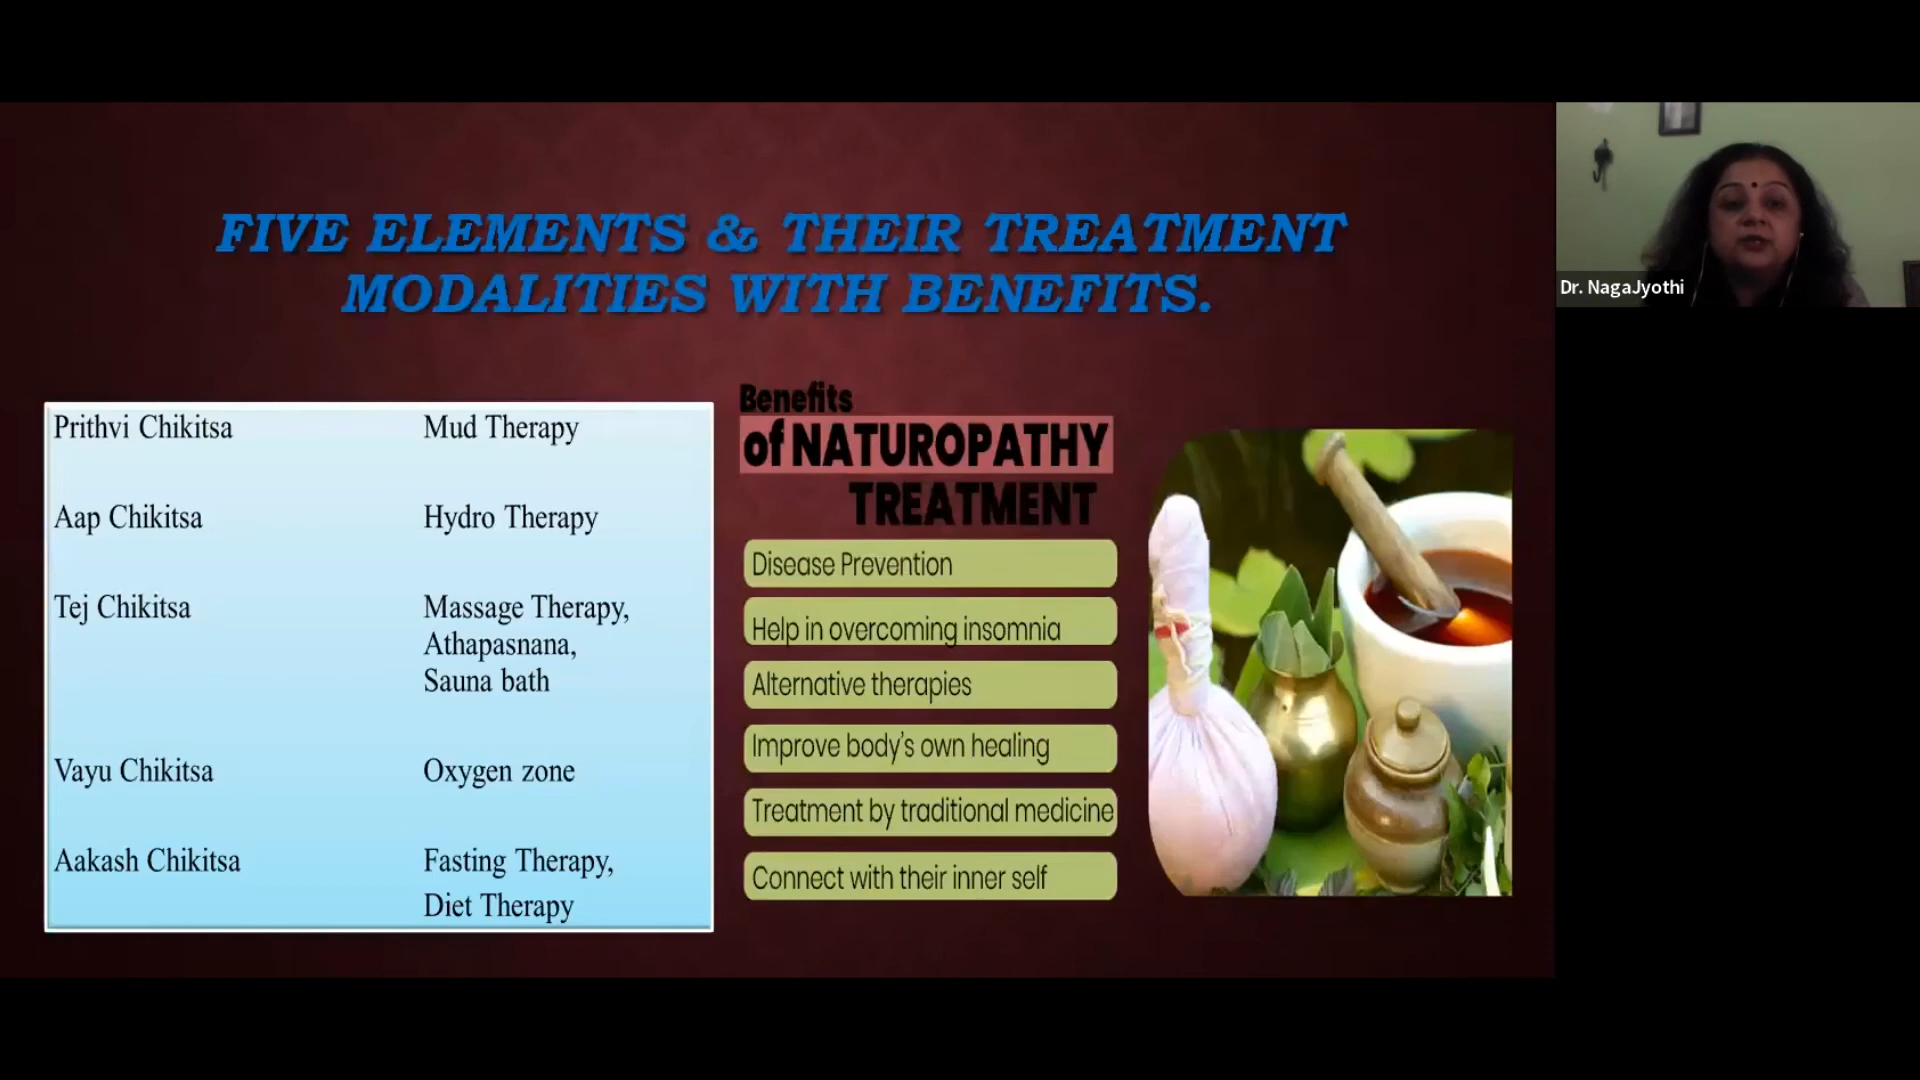 FIVE ELEMENTS & THEIR TREATMENT
MODALITIES WITH BENEFITS.
Prithvi Chikitsa Mud Therapy
Aap Chikitsa Hydro Therapy
Tej Chikitsa Massage Therapy,
Athapasnana,
Sauna bath
Vayu Chikitsa Oxygen zone
Aakash Chikitsa Fasting Therapy,
Diet Therapy
Benefits
of NATUROPATHY
TREATMENT
Disease Prevention
Help in overcoming insomnia
Alternative therapies
Improve body's own healing
Treatment by traditional medicine
Connect with their inner self
Dr. NagaJyothi